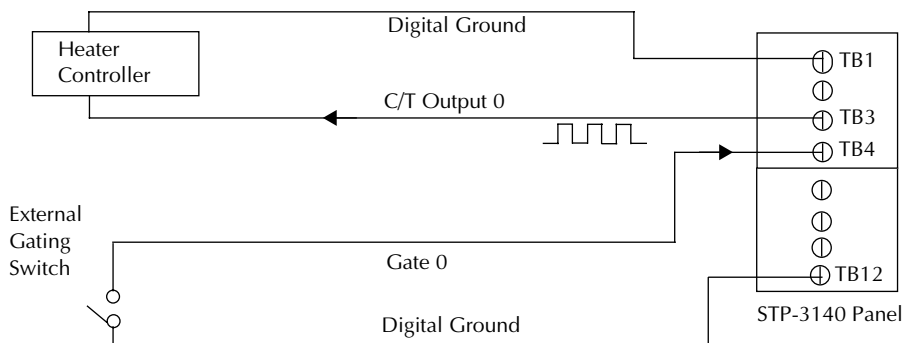 Digital Ground
Heater
Controller
TB1
C/T Output 0
TB3
TB4
External
Gating
Switch
Gate 0
TB12
Digital Ground
STP-3140 Panel